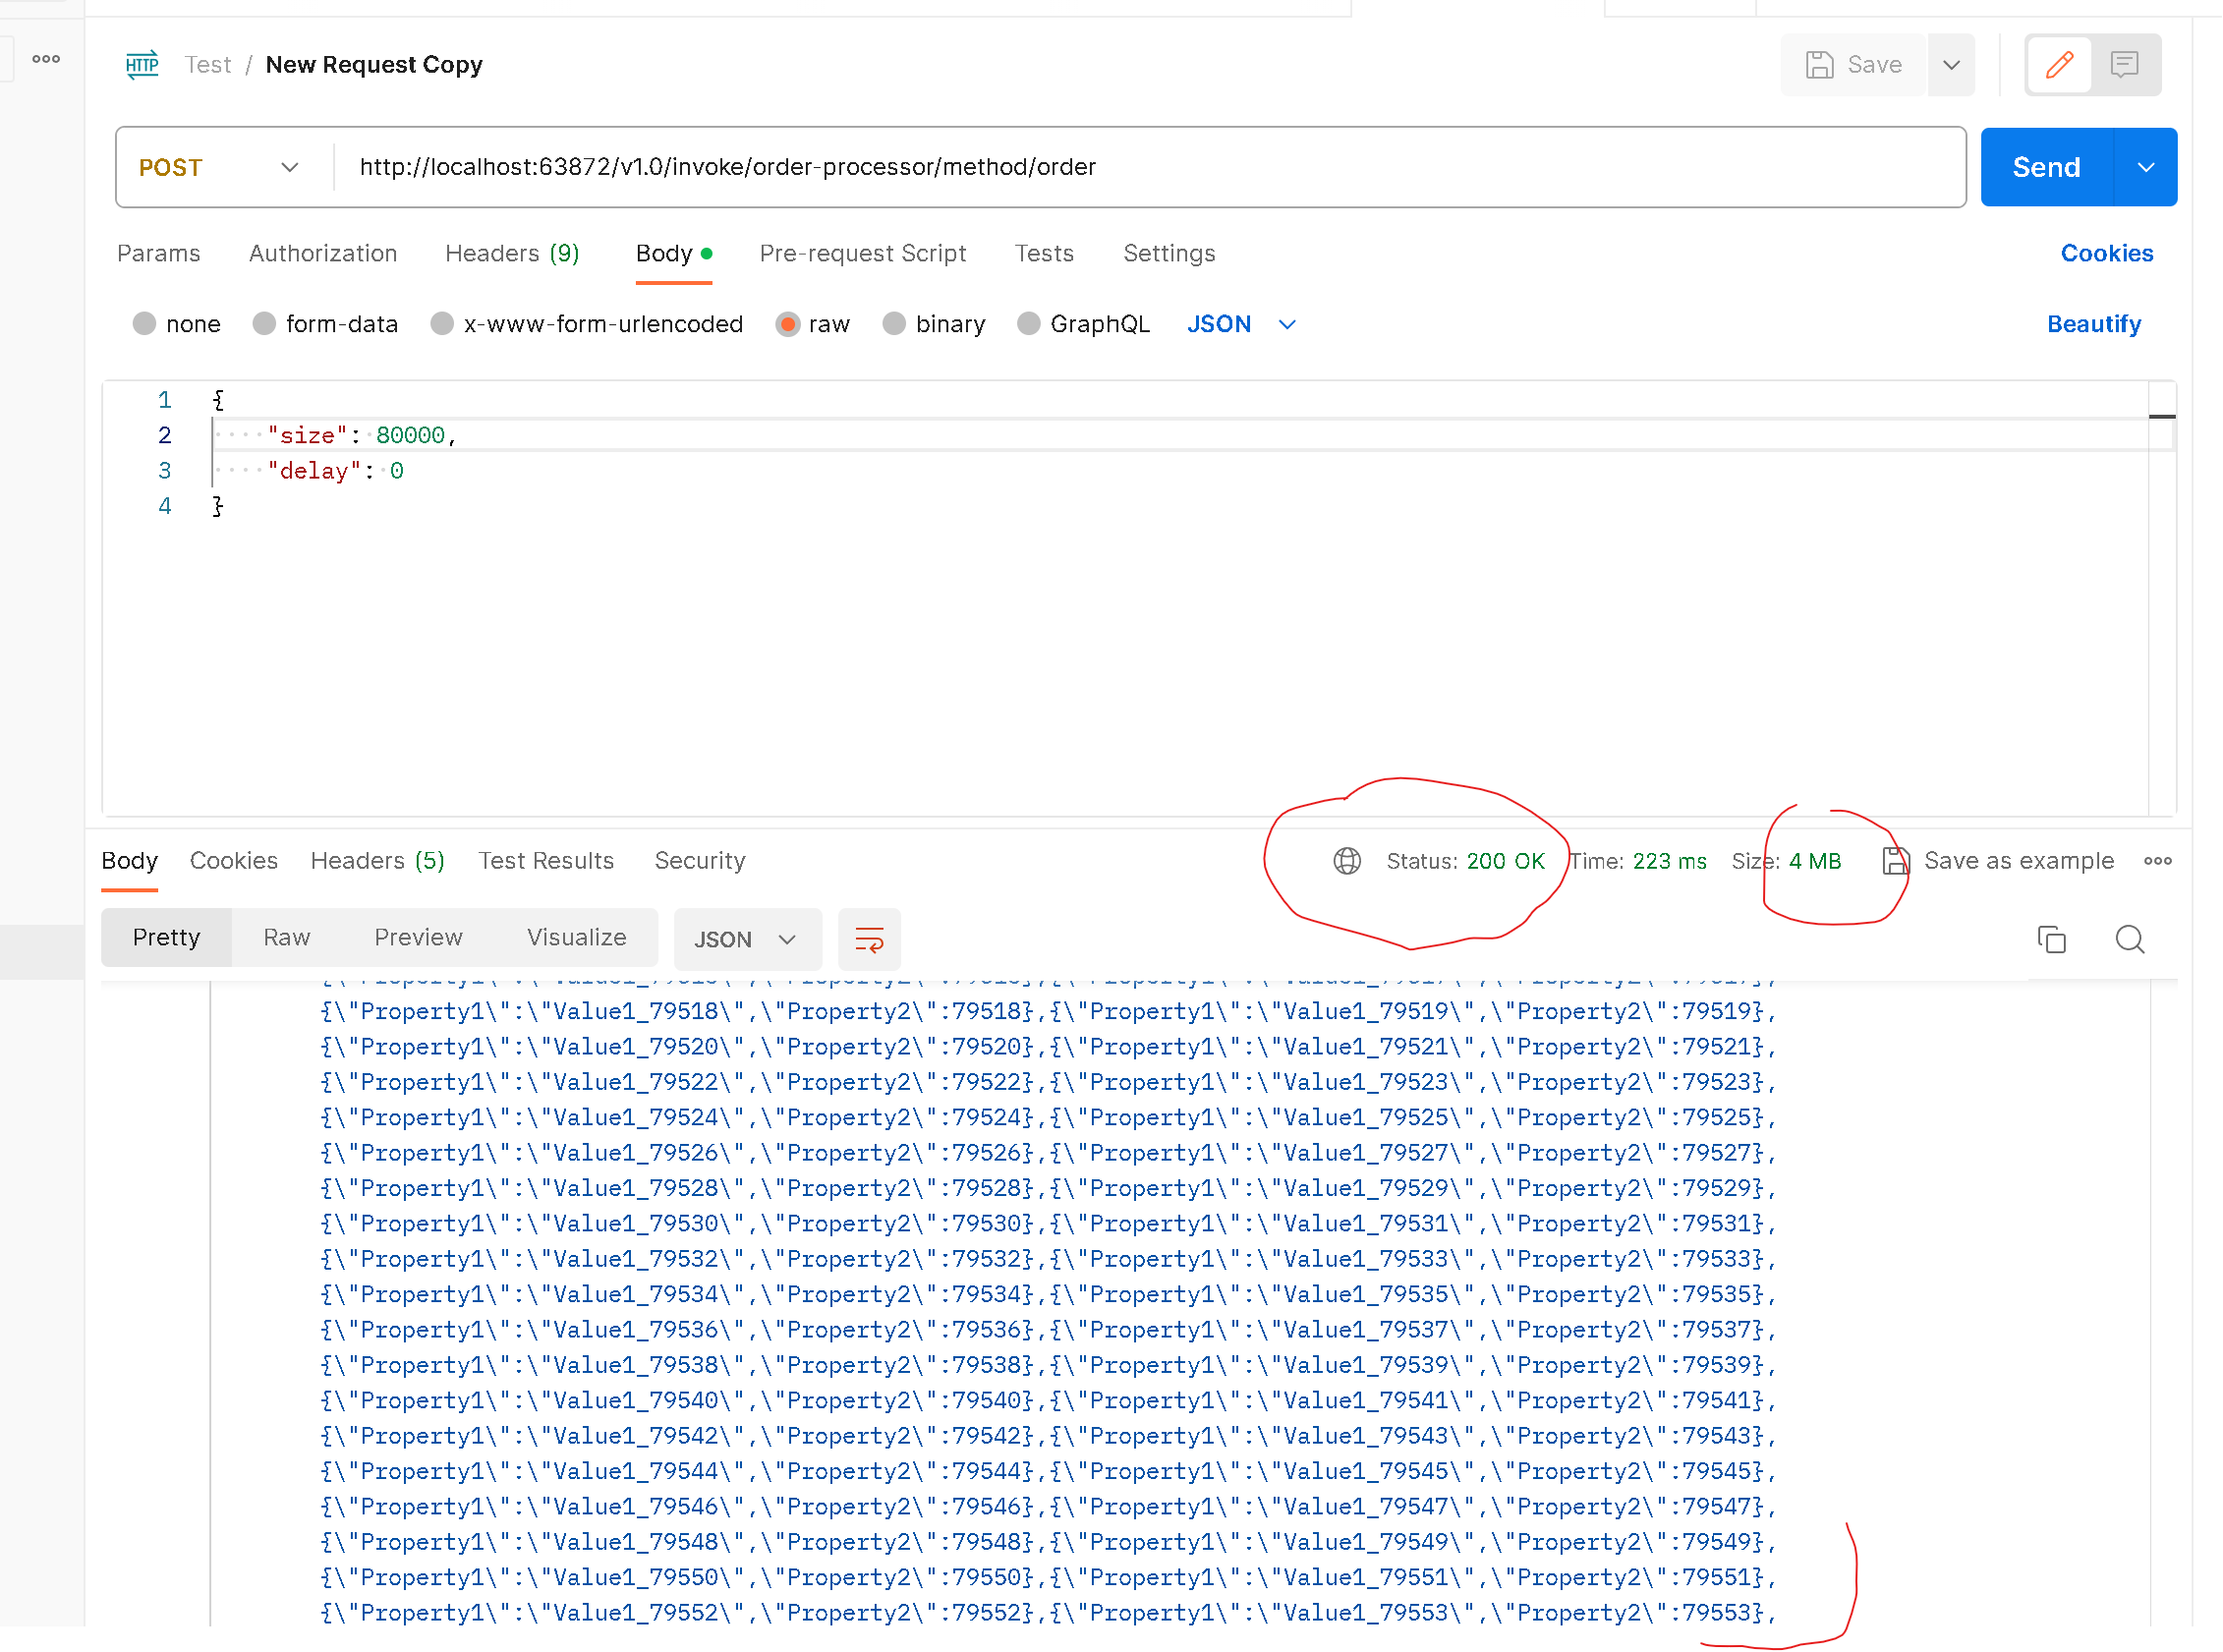 HTTP Test / New Request Copy Save
POST http://localhost:63872/v1.0/invoke/order-processor/method/order Send
Params Authorization Headers (9) Body Pre-request Script Tests Settings Cookies
none form-data x-www-form-urlencoded raw binary GraphQL JSON Beautify
1 {
2 "size": 80000,
3 "delay": 0
4 }
Body Cookies Headers (5) Test Results Security Status: 200 OK Time: 223 ms Size: 4 MB Save as example
Pretty Raw Preview Visualize JSON
{\"Property1\":\"Value1_79518\",\"Property2\":79518},{\"Property1\":\"Value1_79519\",\"Property2\":79519},
{\"Property1\":\"Value1_79520\",\"Property2\":79520},{\"Property1\":\"Value1_79521\",\"Property2\":79521},
{\"Property1\":\"Value1_79522\",\"Property2\":79522},{\"Property1\":\"Value1_79523\",\"Property2\":79523},
{\"Property1\":\"Value1_79524\",\"Property2\":79524},{\"Property1\":\"Value1_79525\",\"Property2\":79525},
{\"Property1\":\"Value1_79526\",\"Property2\":79526},{\"Property1\":\"Value1_79527\",\"Property2\":79527},
{\"Property1\":\"Value1_79528\",\"Property2\":79528},{\"Property1\":\"Value1_79529\",\"Property2\":79529},
{\"Property1\":\"Value1_79530\",\"Property2\":79530},{\"Property1\":\"Value1_79531\",\"Property2\":79531},
{\"Property1\":\"Value1_79532\",\"Property2\":79532},{\"Property1\":\"Value1_79533\",\"Property2\":79533},
{\"Property1\":\"Value1_79534\",\"Property2\":79534},{\"Property1\":\"Value1_79535\",\"Property2\":79535},
{\"Property1\":\"Value1_79536\",\"Property2\":79536},{\"Property1\":\"Value1_79537\",\"Property2\":79537},
{\"Property1\":\"Value1_79538\",\"Property2\":79538},{\"Property1\":\"Value1_79539\",\"Property2\":79539},
{\"Property1\":\"Value1_79540\",\"Property2\":79540},{\"Property1\":\"Value1_79541\",\"Property2\":79541},
{\"Property1\":\"Value1_79542\",\"Property2\":79542},{\"Property1\":\"Value1_79543\",\"Property2\":79543},
{\"Property1\":\"Value1_79544\",\"Property2\":79544},{\"Property1\":\"Value1_79545\",\"Property2\":79545},
{\"Property1\":\"Value1_79546\",\"Property2\":79546},{\"Property1\":\"Value1_79547\",\"Property2\":79547},
{\"Property1\":\"Value1_79548\",\"Property2\":79548},{\"Property1\":\"Value1_79549\",\"Property2\":79549},
{\"Property1\":\"Value1_79550\",\"Property2\":79550},{\"Property1\":\"Value1_79551\",\"Property2\":79551},
{\"Property1\":\"Value1_79552\",\"Property2\":79552},{\"Property1\":\"Value1_79553\",\"Property2\":79553},